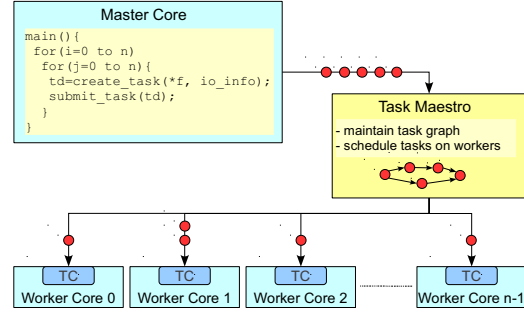 Master Core
main(){
for(i=0 to n)
for(j=0 to n){
td=create_task(*f, io_info);
submit_task(td);
}
}
Task Maestro
- maintain task graph
- schedule tasks on workers
TC
TC
TC
TC
Worker Core 0
Worker Core 1
Worker Core 2
Worker Core n-1